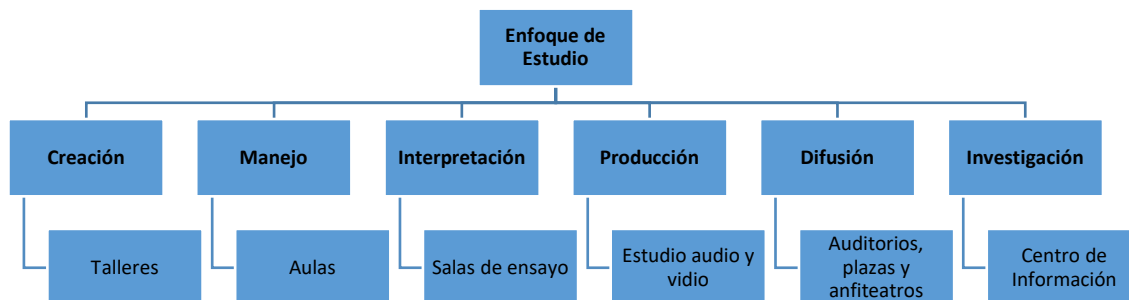 Enfoque de
Estudio
Creación
Manejo
Interpretación
Producción
Difusión
Investigación
Talleres
Aulas
Salas de ensayo
Estudio audio y
vidio
Auditorios,
plazas y
anfiteatros
Centro de
Información